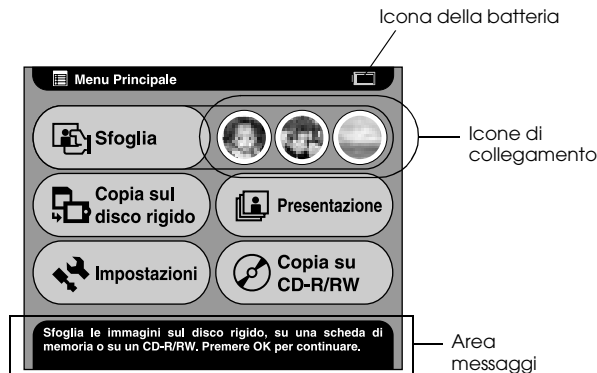 Icona della batteria
Menu Principale
Sfoglia
Icone di
collegamento
Copia sul
disco rigido
Presentazione
Impostazioni
Copia su
CD-R/RW
Sfoglia le immagini sul disco rigido, su una scheda di
memoria o su un CD-R/RW. Premere OK per continuare.
Area
messaggi